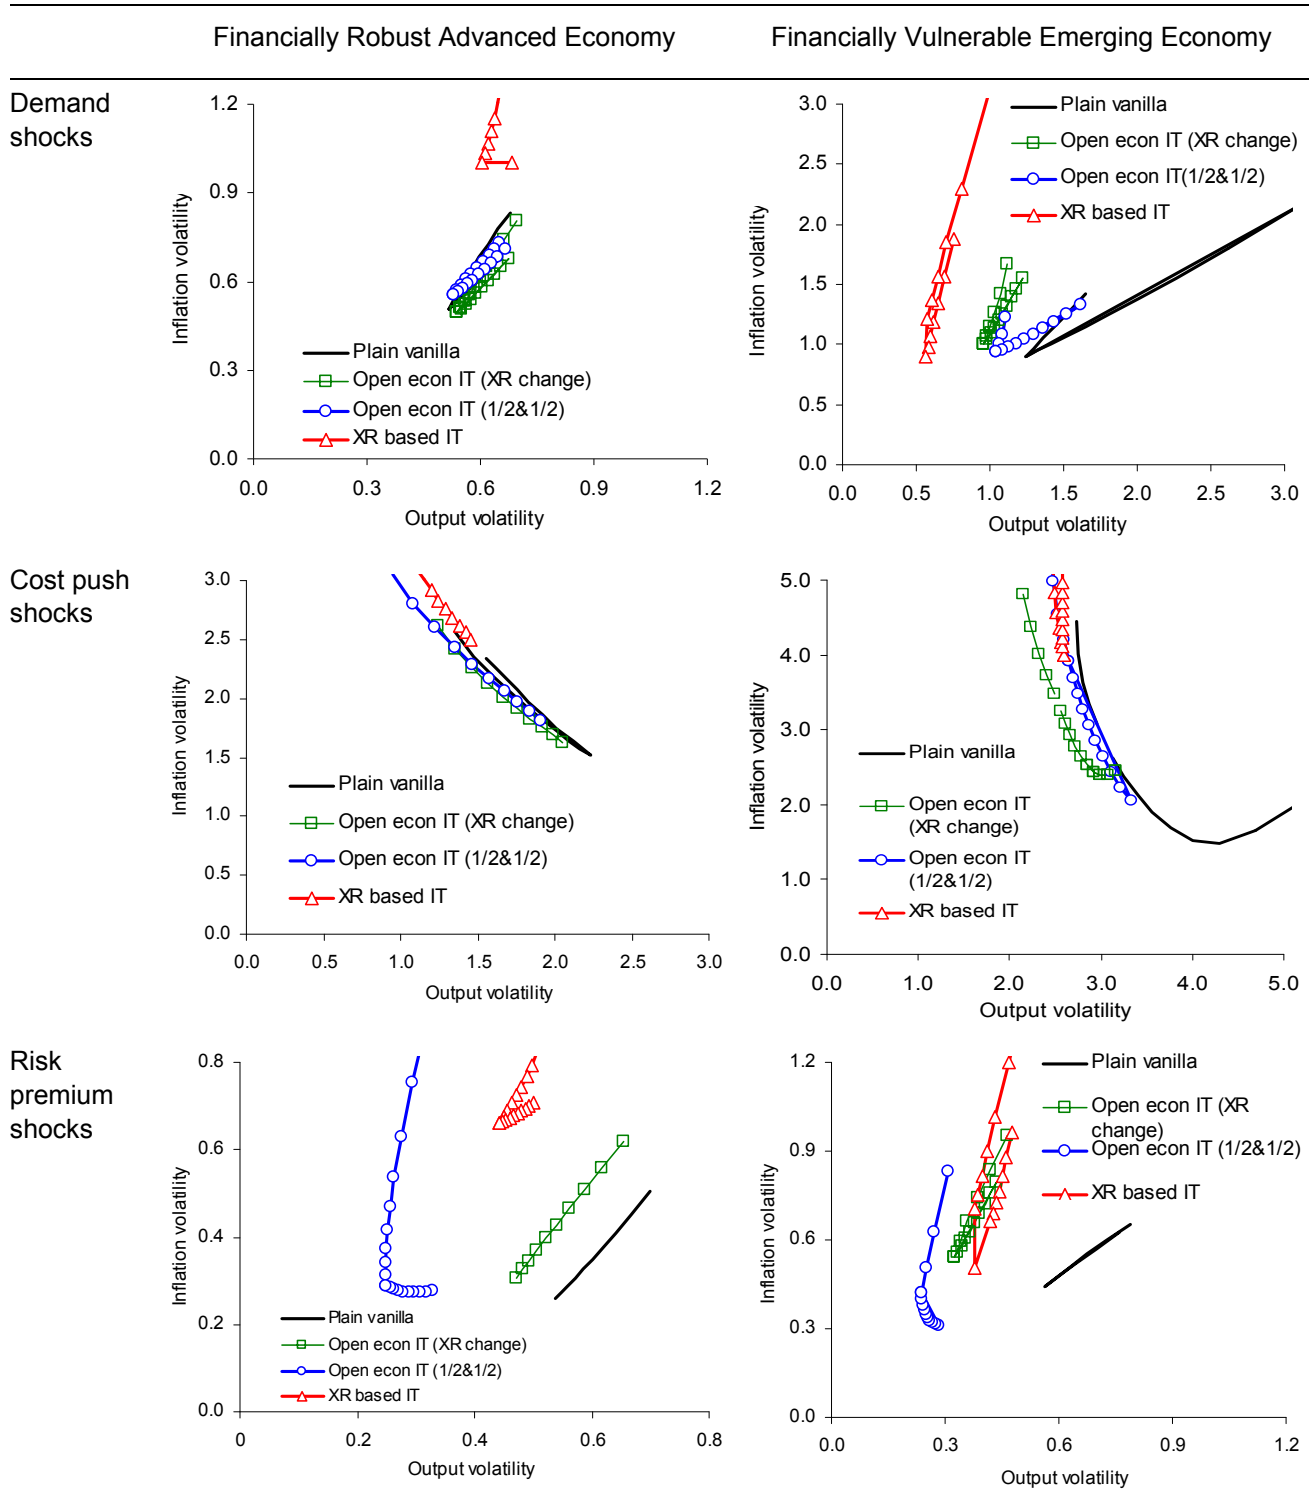 Financially Robust Advanced Economy
Financially Vulnerable Emerging Economy
Demand
shocks
Inflation volatility
1.2
0.9
0.6
0.3
0.0
Plain vanilla
Open econ IT (XR change)
Open econ IT (1/2&1/2)
XR based IT
0.0 0.3 0.6 0.9 1.2
Output volatility
Inflation volatility
3.0
2.5
2.0
1.5
1.0
0.5
0.0
Plain vanilla
Open econ IT (XR change)
Open econ IT(1/2&1/2)
XR based IT
0.0 0.5 1.0 1.5 2.0 2.5 3.0
Output volatility
Cost push
shocks
Inflation volatility
3.0
2.5
2.0
1.5
1.0
0.5
0.0
Plain vanilla
Open econ IT (XR change)
Open econ IT (1/2&1/2)
XR based IT
0.0 0.5 1.0 1.5 2.0 2.5 3.0
Output volatility
Inflation volatility
5.0
4.0
3.0
2.0
1.0
0.0
Plain vanilla
Open econ IT
(XR change)
Open econ IT
(1/2&1/2)
XR based IT
0.0 1.0 2.0 3.0 4.0 5.0
Output volatility
Risk
premium
shocks
Inflation volatility
0.8
0.6
0.4
0.2
0.0
Plain vanilla
Open econ IT (XR change)
Open econ IT (1/2&1/2)
XR based IT
0 0.2 0.4 0.6 0.8
Output volatility
Inflation volatility
1.2
0.9
0.6
0.3
0.0
Plain vanilla
Open econ IT (XR
change)
Open econ IT (1/2&1/2)
XR based IT
0.0 0.3 0.6 0.9 1.2
Output volatility